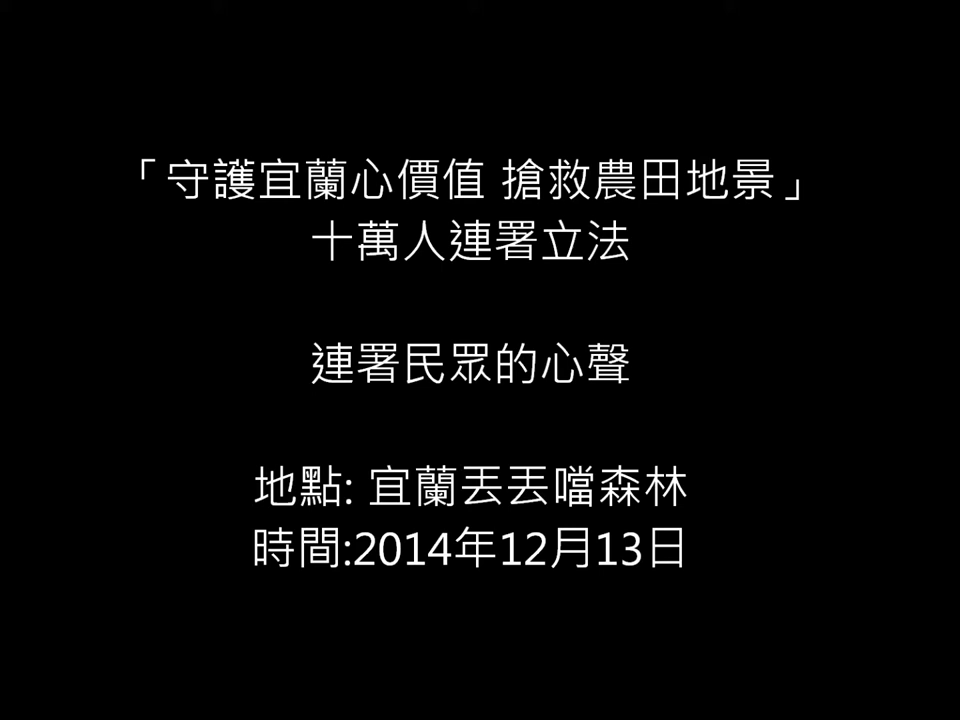 「守護宜蘭心價值 搶救農田地景」
十萬人連署立法
連署民眾的心聲
地點: 宜蘭丟丟噹森林
時間:2014年12月13日